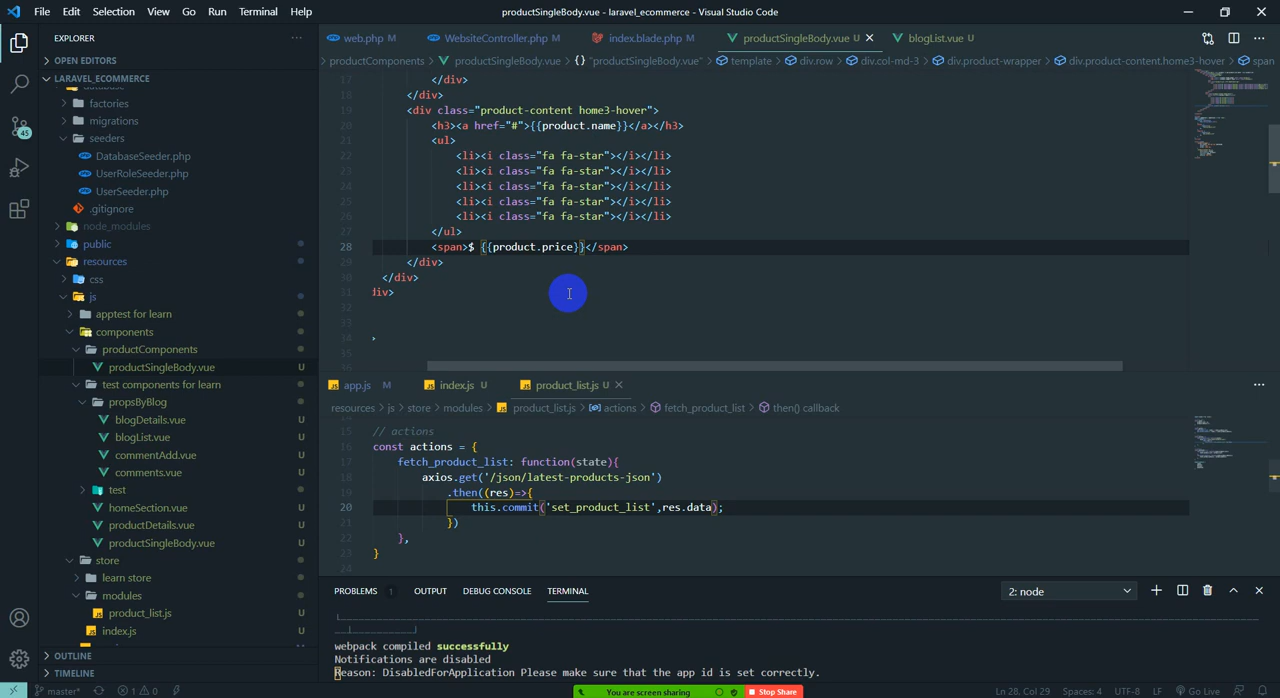 File Edit Selection View Go Run Terminal Help
productSingleBody.vue - laravel_ecommerce - Visual Studio Code
EXPLORER
OPEN EDITORS
LARAVEL_ECOMMERCE
database
factories
migrations
seeders
DatabaseSeeder.php
UserRoleSeeder.php
UserSeeder.php
.gitignore
node_modules
public
resources
css
js
apptest for learn
components
productComponents
productSingleBody.vue U
test components for learn
propsByBlog
blogDetails.vue U
blogList.vue U
commentAdd.vue U
comments.vue U
test
homeSection.vue U
productDetails.vue U
productSingleBody.vue U
store
learn store
modules
product_list.js U
index.js U
OUTLINE
TIMELINE
45
web.php M WebsiteController.php M index.blade.php M productSingleBody.vue U blogList.vue U
productComponents > productSingleBody.vue > {} "productSingleBody.vue" > template > div.row > div.col-md-3 > div.product-wrapper > div.product-content.home3-hover > span
17 </div>
18 </div>
19 <div class="product-content home3-hover">
20 <h3><a href="#">{{product.name}}</a></h3>
21 <ul>
22 <li><i class="fa fa-star"></i></li>
23 <li><i class="fa fa-star"></i></li>
24 <li><i class="fa fa-star"></i></li>
25 <li><i class="fa fa-star"></i></li>
26 <li><i class="fa fa-star"></i></li>
27 </ul>
28 <span>$ {{product.price}}</span>
29 </div>
30 </div>
31 div>
32
33
34 >
35
app.js M index.js U product_list.js U
resources > js > store > modules > product_list.js > actions > fetch_product_list > then() callback
15 // actions
16 const actions = {
17 fetch_product_list: function(state){
18 axios.get('/json/latest-products-json')
19 .then((res)=>{
20 this.commit('set_product_list',res.data);
21 })
22 },
23 }
24
PROBLEMS 1 OUTPUT DEBUG CONSOLE TERMINAL
2: node
webpack compiled successfully
Notifications are disabled
Reason: DisabledForApplication Please make sure that the app id is set correctly.
master* 1 0
You are screen sharing Stop Share
Ln 28, Col 29 Spaces: 4 UTF-8 LF Go Live